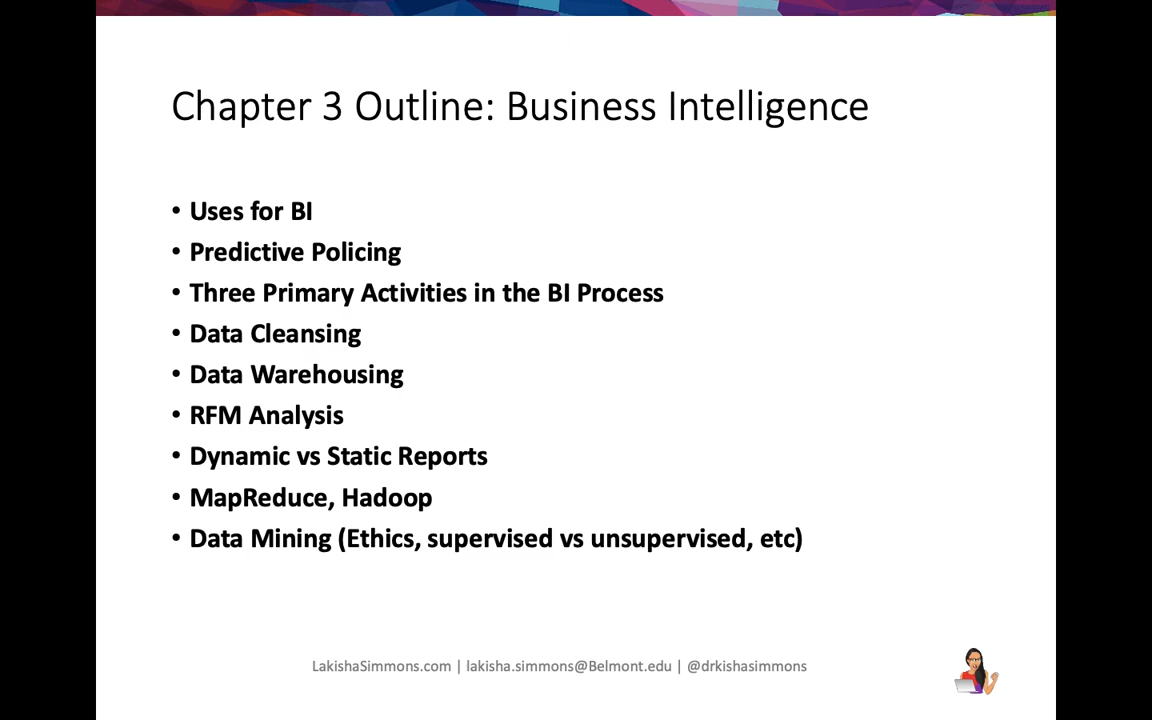 Chapter 3 Outline: Business Intelligence
• Uses for BI
• Predictive Policing
• Three Primary Activities in the BI Process
• Data Cleansing
• Data Warehousing
• RFM Analysis
• Dynamic vs Static Reports
• MapReduce, Hadoop
• Data Mining (Ethics, supervised vs unsupervised, etc)
LakishaSimmons.com | lakisha.simmons@Belmont.edu | @drkishasimmons